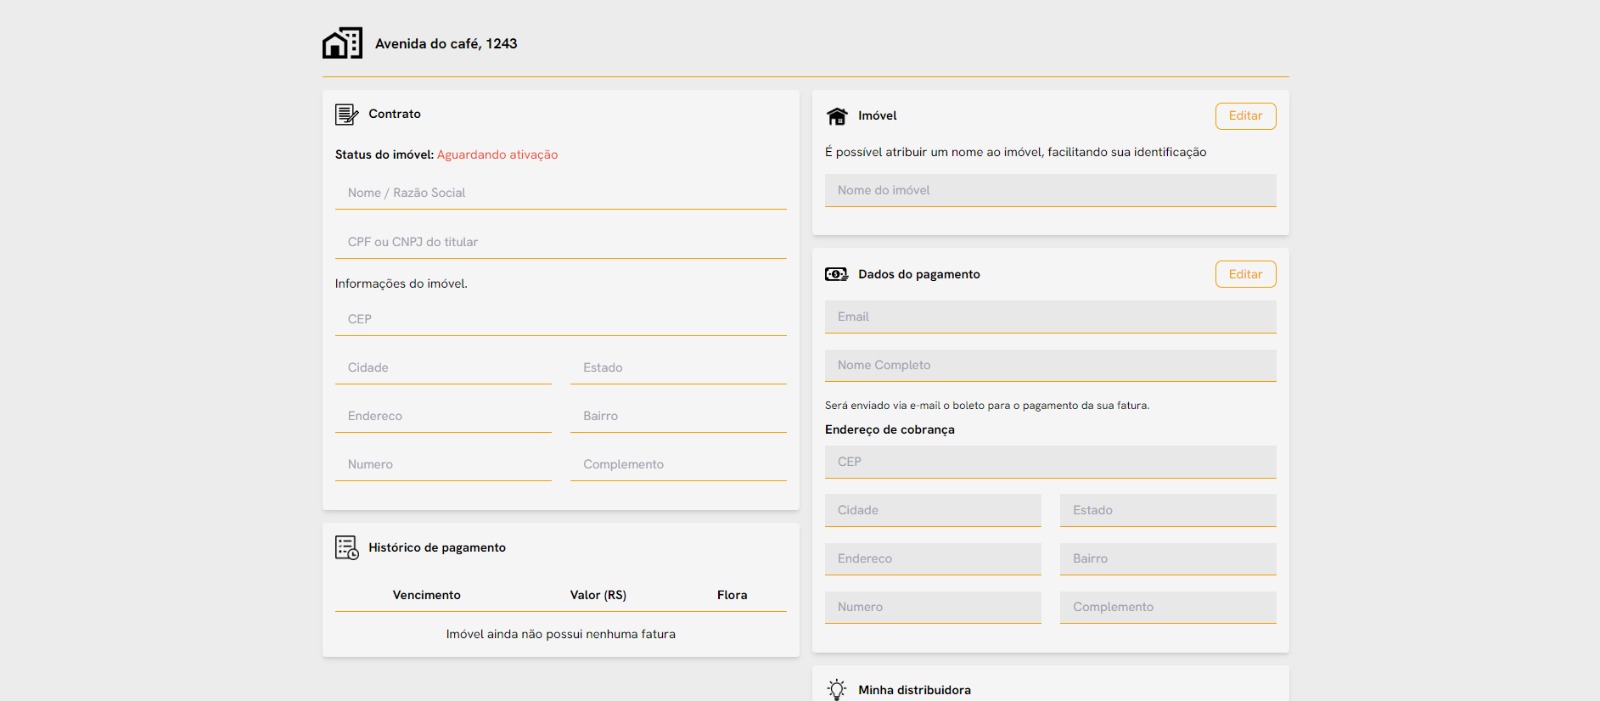 Avenida do café, 1243
Contrato
Status do imóvel: Aguardando ativação
Nome / Razão Social
CPF ou CNPJ do titular
Informações do imóvel.
CEP
Cidade
Estado
Endereco
Bairro
Numero
Complemento
Histórico de pagamento
Vencimento Valor (RS) Flora
Imóvel ainda não possui nenhuma fatura
Imóvel
Editar
É possível atribuir um nome ao imóvel, facilitando sua identificação
Nome do imóvel
Dados do pagamento
Editar
Email
Nome Completo
Será enviado via e-mail o boleto para o pagamento da sua fatura.
Endereço de cobrança
CEP
Cidade
Estado
Endereco
Bairro
Numero
Complemento
Minha distribuidora